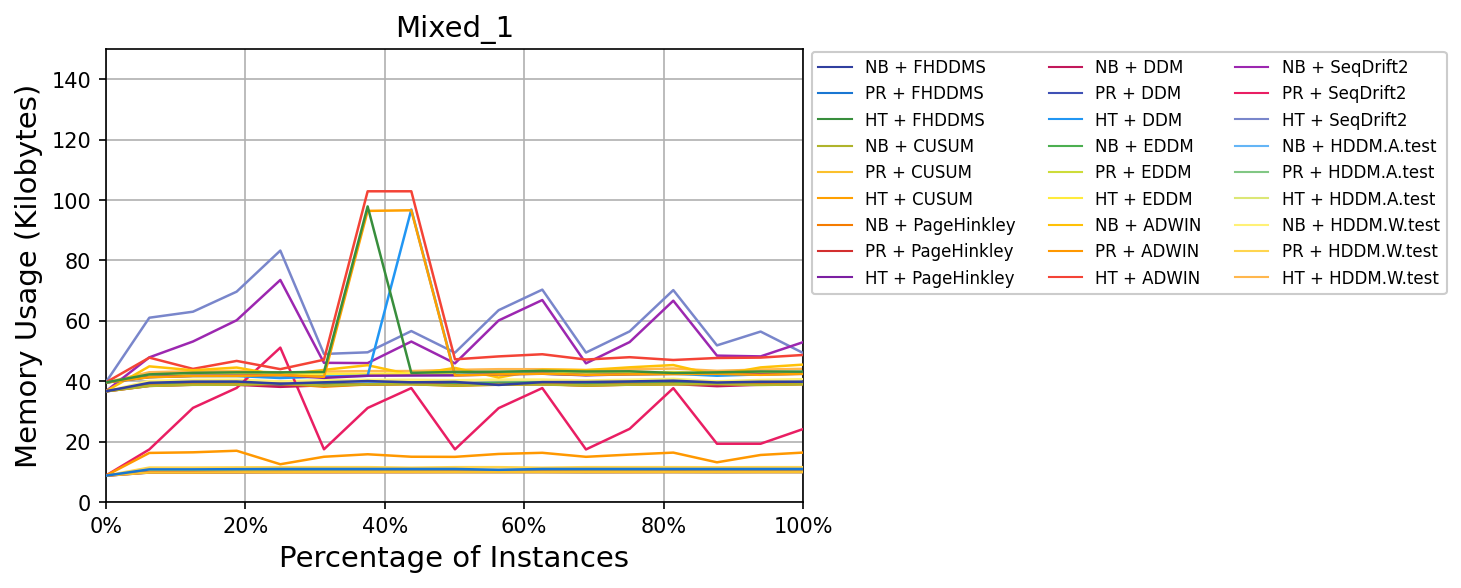 Mixed_1
Memory Usage (Kilobytes)
140
120
100
80
60
40
20
0
0%
20%
40%
60%
80%
100%
Percentage of Instances
NB + FHDDMS
PR + FHDDMS
HT + FHDDMS
NB + CUSUM
PR + CUSUM
HT + CUSUM
NB + PageHinkley
PR + PageHinkley
HT + PageHinkley
NB + DDM
PR + DDM
HT + DDM
NB + EDDM
PR + EDDM
HT + EDDM
NB + ADWIN
PR + ADWIN
HT + ADWIN
NB + SeqDrift2
PR + SeqDrift2
HT + SeqDrift2
NB + HDDM.A.test
PR + HDDM.A.test
HT + HDDM.A.test
NB + HDDM.W.test
PR + HDDM.W.test
HT + HDDM.W.test